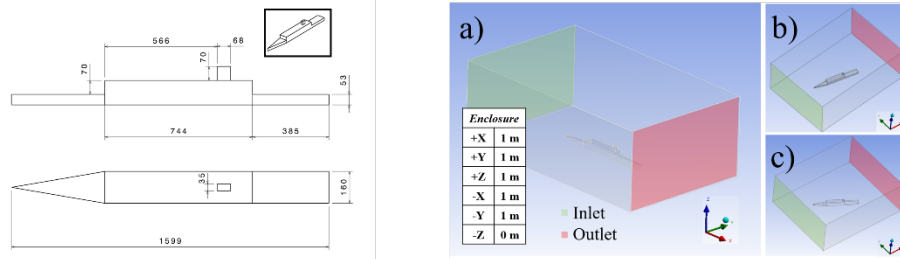 566
68
70
70
53
744
385
35
160
1599
a)
Enclosure
+X 1 m
+Y 1 m
+Z 1 m
-X 1 m
-Y 1 m
-Z 0 m
Inlet
Outlet
b)
c)